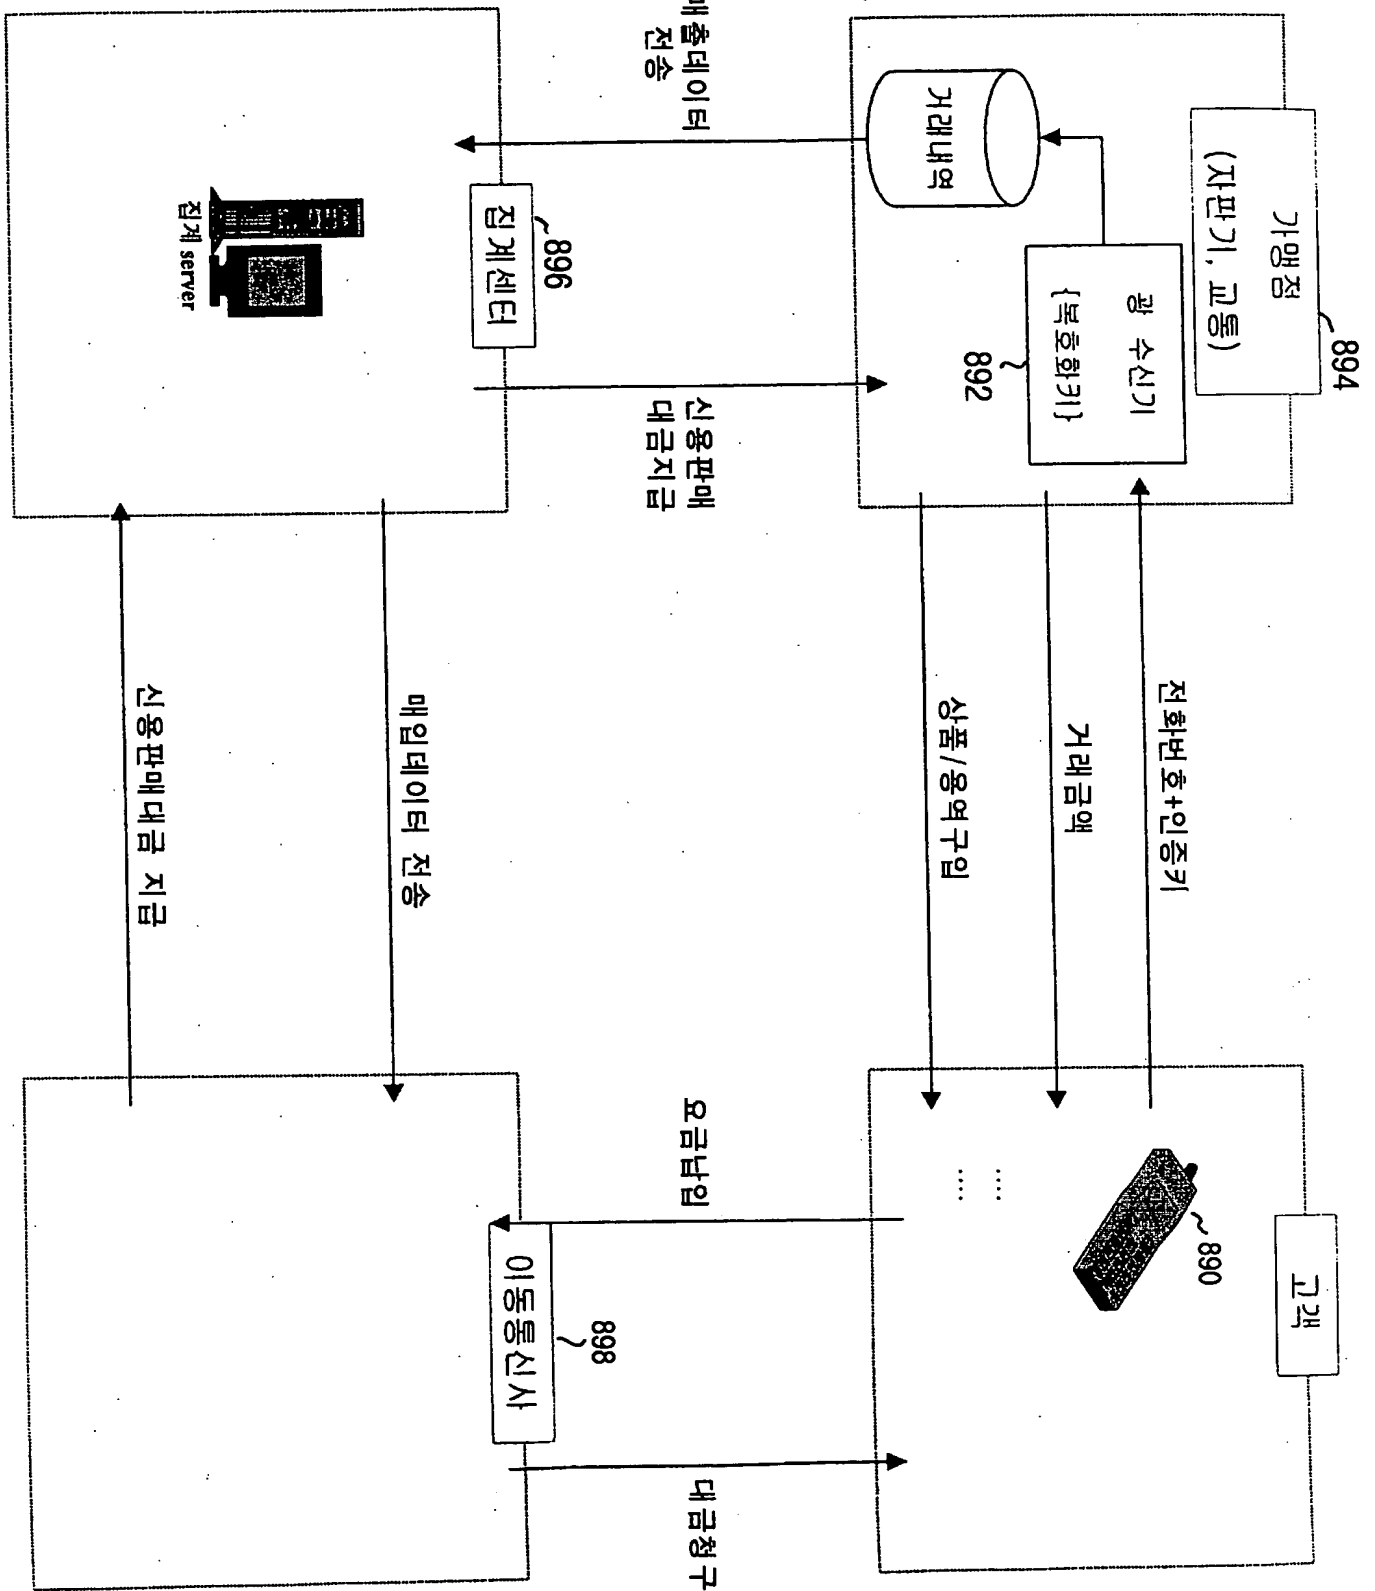 가맹점
(자판기, 교통)
894
광 수신기
{복호화키}
892
거래내역
전화번호+인증키
거래금액
상품/용역구입
고객
890
매출데이터
전송
신용판매
대금지급
요금납입
대금청구
집계센터
896
집계 server
매입데이터 전송
신용판매대금 지급
이동통신사
898